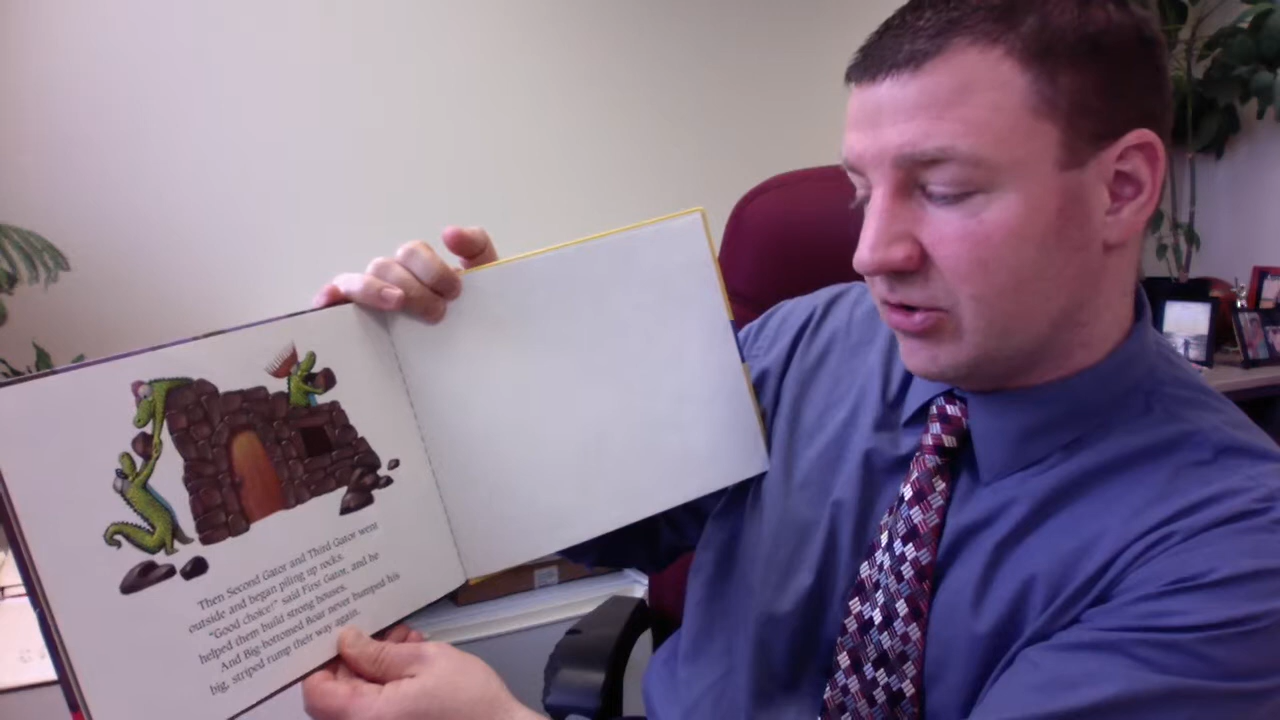 Then Second Gator and Third Gator went
outside and began piling up rocks.
"Good choice!" said First Gator, and he
helped them build strong houses.
And Big-bottomed Boar never bumped his
big, striped rump their way again.